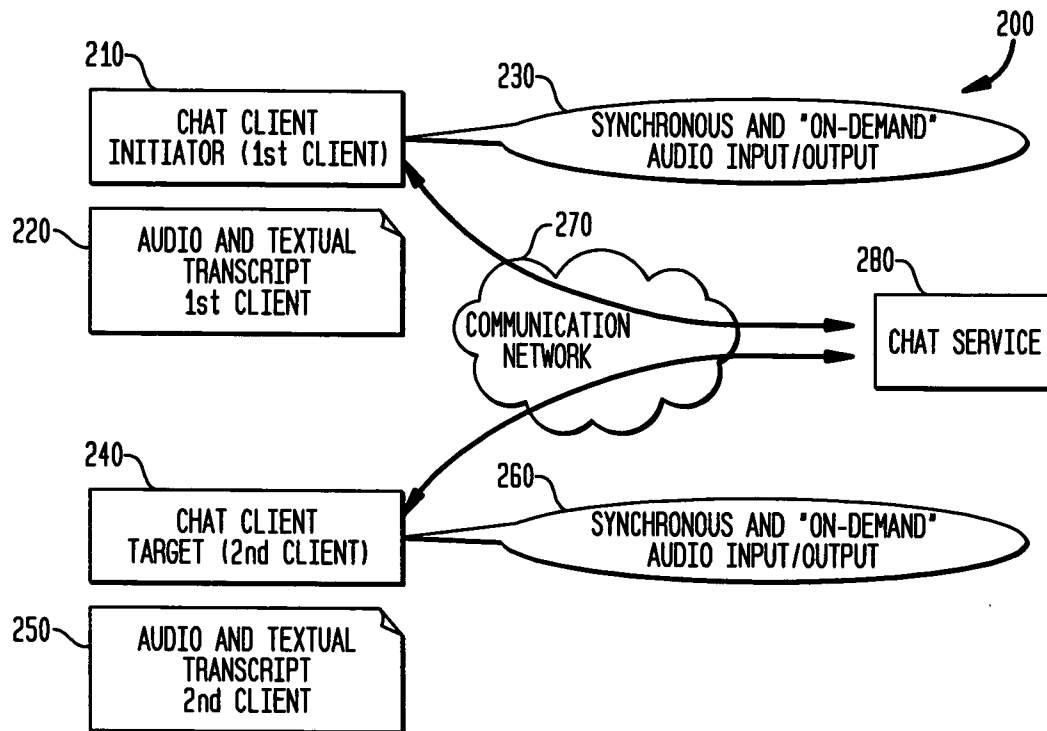 200
210
CHAT CLIENT
INITIATOR (1st CLIENT)
230
SYNCHRONOUS AND "ON-DEMAND"
AUDIO INPUT/OUTPUT
220
AUDIO AND TEXTUAL
TRANSCRIPT
1st CLIENT
270
COMMUNICATION
NETWORK
280
CHAT SERVICE
240
CHAT CLIENT
TARGET (2nd CLIENT)
260
SYNCHRONOUS AND "ON-DEMAND"
AUDIO INPUT/OUTPUT
250
AUDIO AND TEXTUAL
TRANSCRIPT
2nd CLIENT